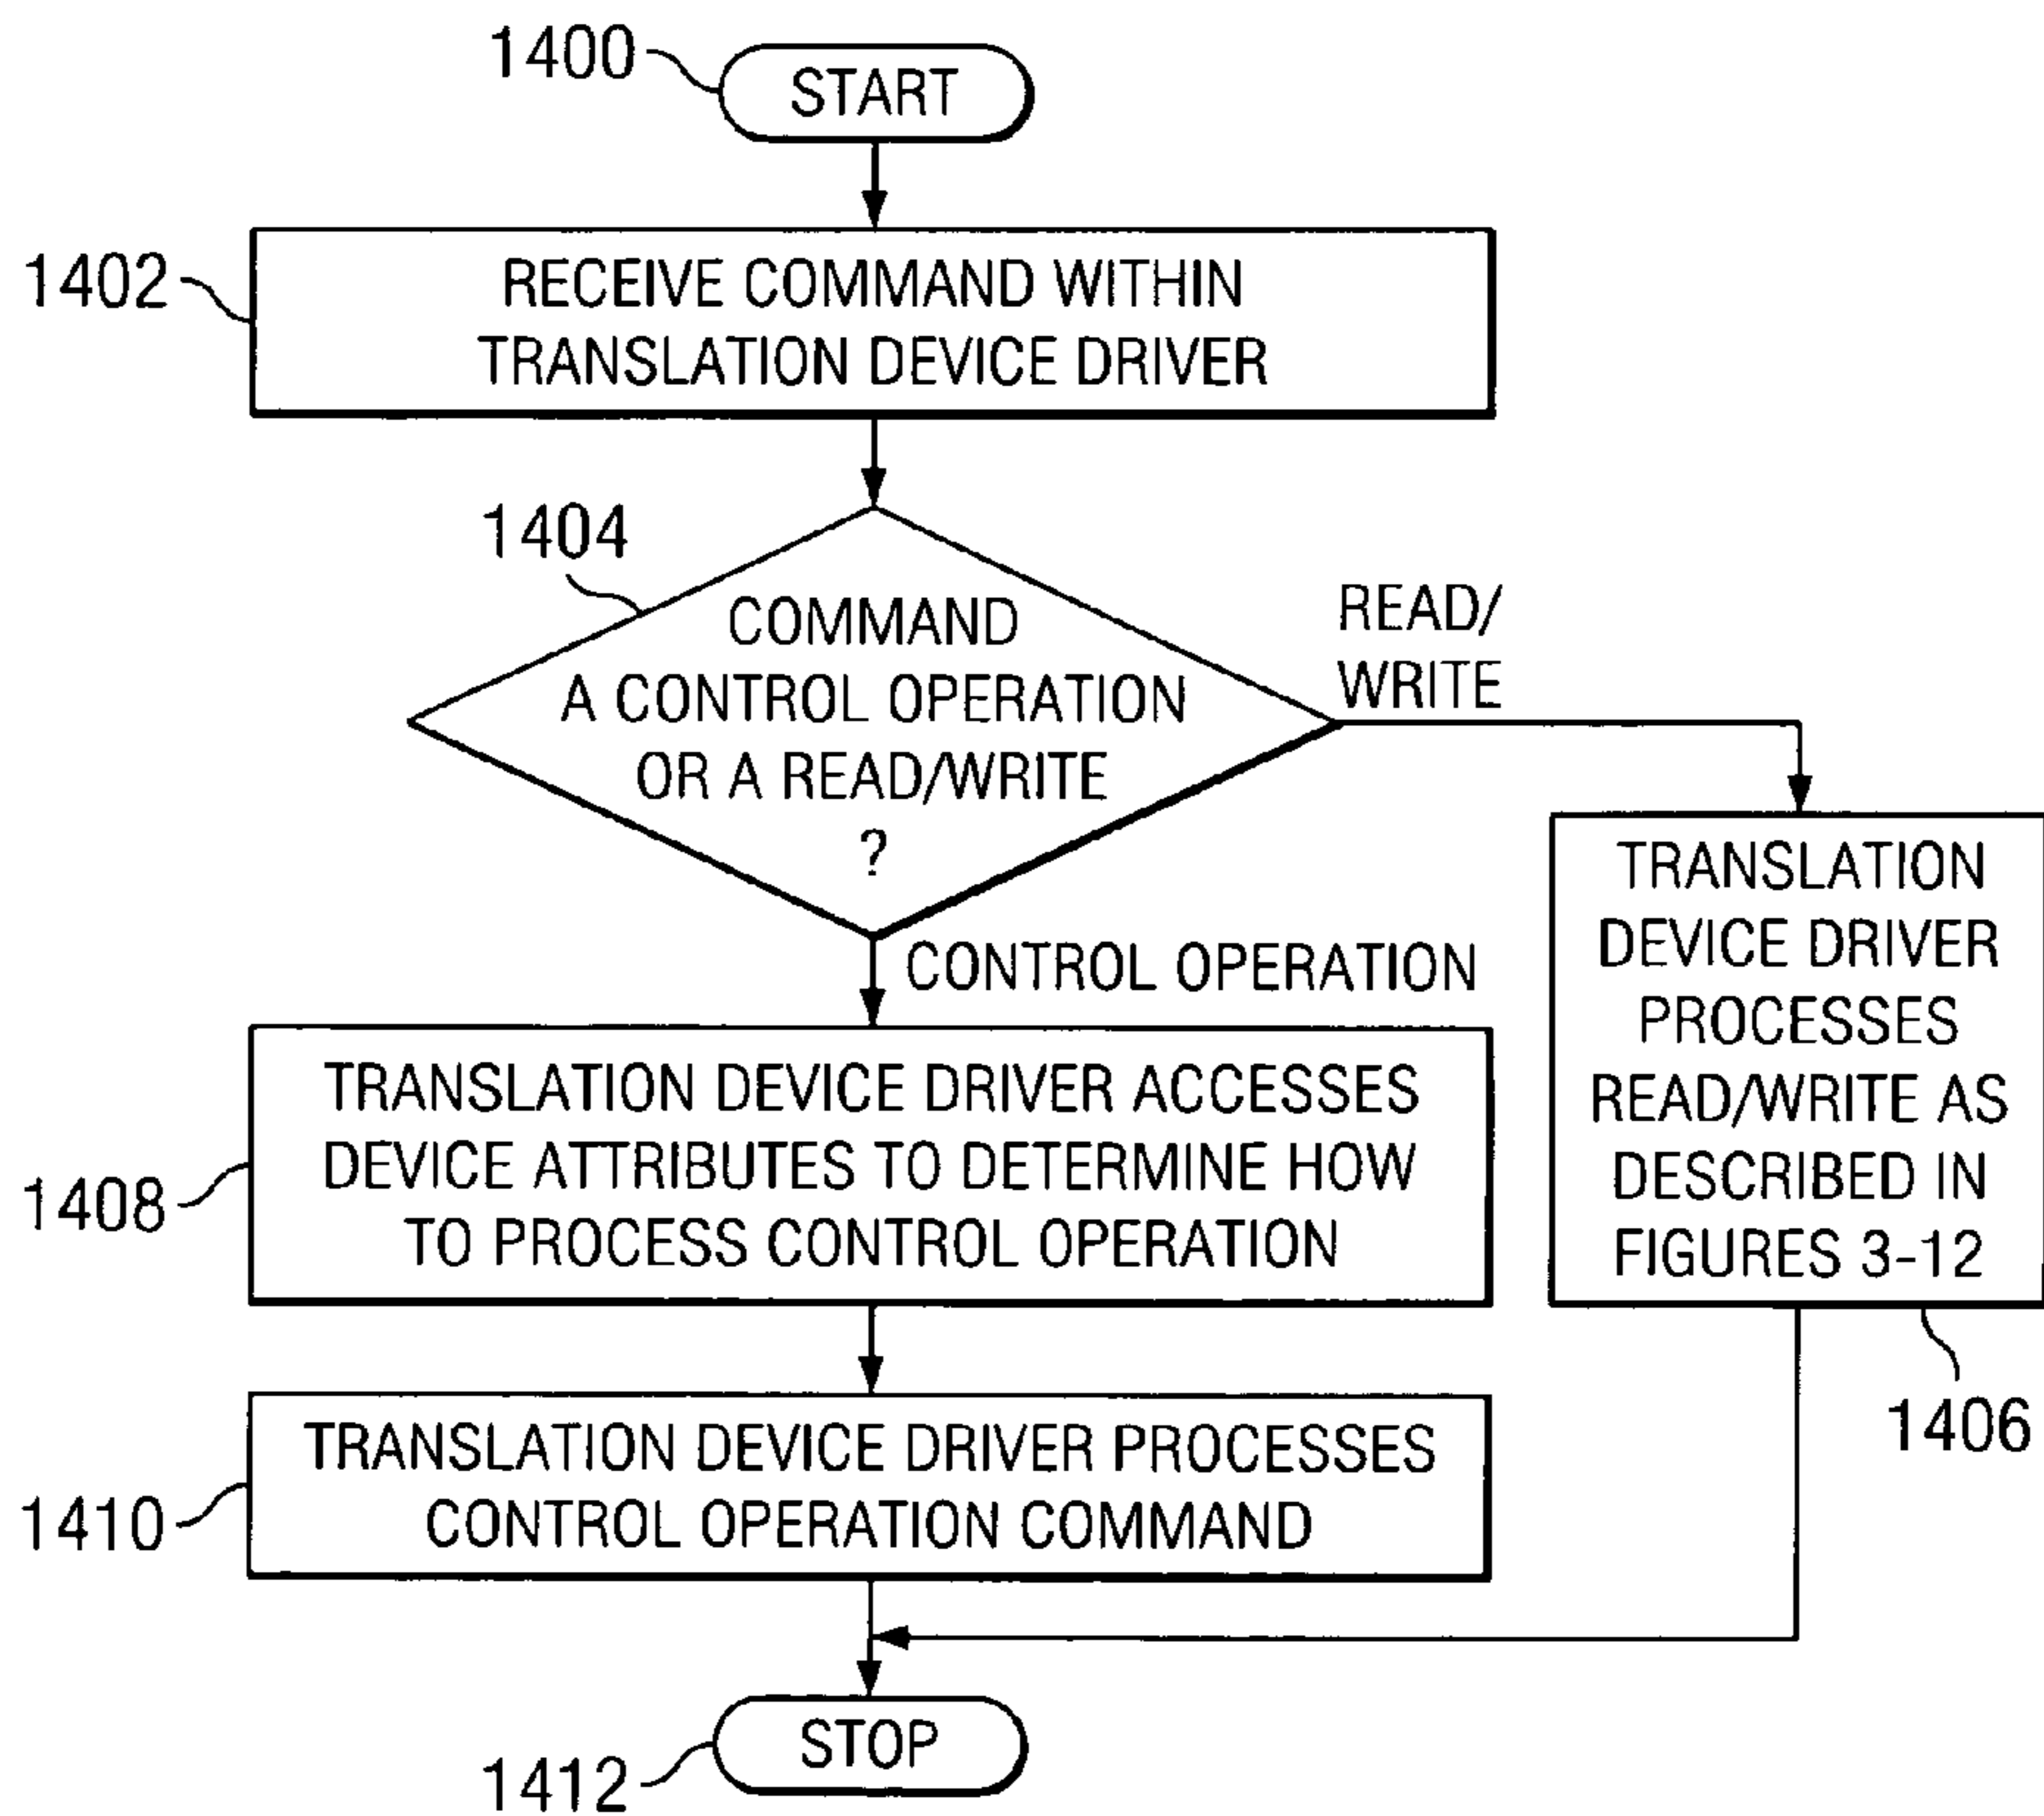 1400
START
1402
RECEIVE COMMAND WITHIN
TRANSLATION DEVICE DRIVER
1404
COMMAND
A CONTROL OPERATION
OR A READ/WRITE
?
READ/
WRITE
CONTROL OPERATION
TRANSLATION
DEVICE DRIVER
PROCESSES
READ/WRITE AS
DESCRIBED IN
FIGURES 3-12
1406
1408
TRANSLATION DEVICE DRIVER ACCESSES
DEVICE ATTRIBUTES TO DETERMINE HOW
TO PROCESS CONTROL OPERATION
1410
TRANSLATION DEVICE DRIVER PROCESSES
CONTROL OPERATION COMMAND
1412
STOP